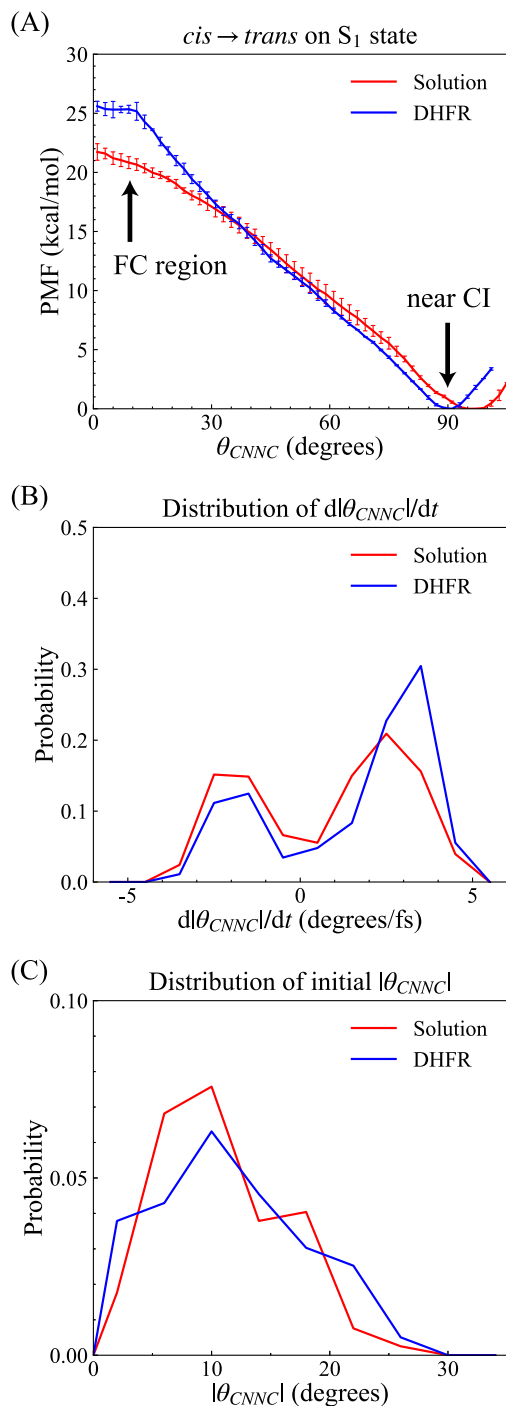 (A)
cis → trans on S₁ state
30
25
20
15
10
5
0
PMF (kcal/mol)
Solution
DHFR
FC region
near CI
0 30 60 90
θCNNC (degrees)
(B)
Distribution of d|θCNNC|/dt
0.5
0.4
0.3
0.2
0.1
0.0
Probability
Solution
DHFR
-5 0 5
d|θCNNC|/dt (degrees/fs)
(C)
Distribution of initial |θCNNC|
0.10
0.05
0.00
Probability
Solution
DHFR
0 10 20 30
|θCNNC| (degrees)